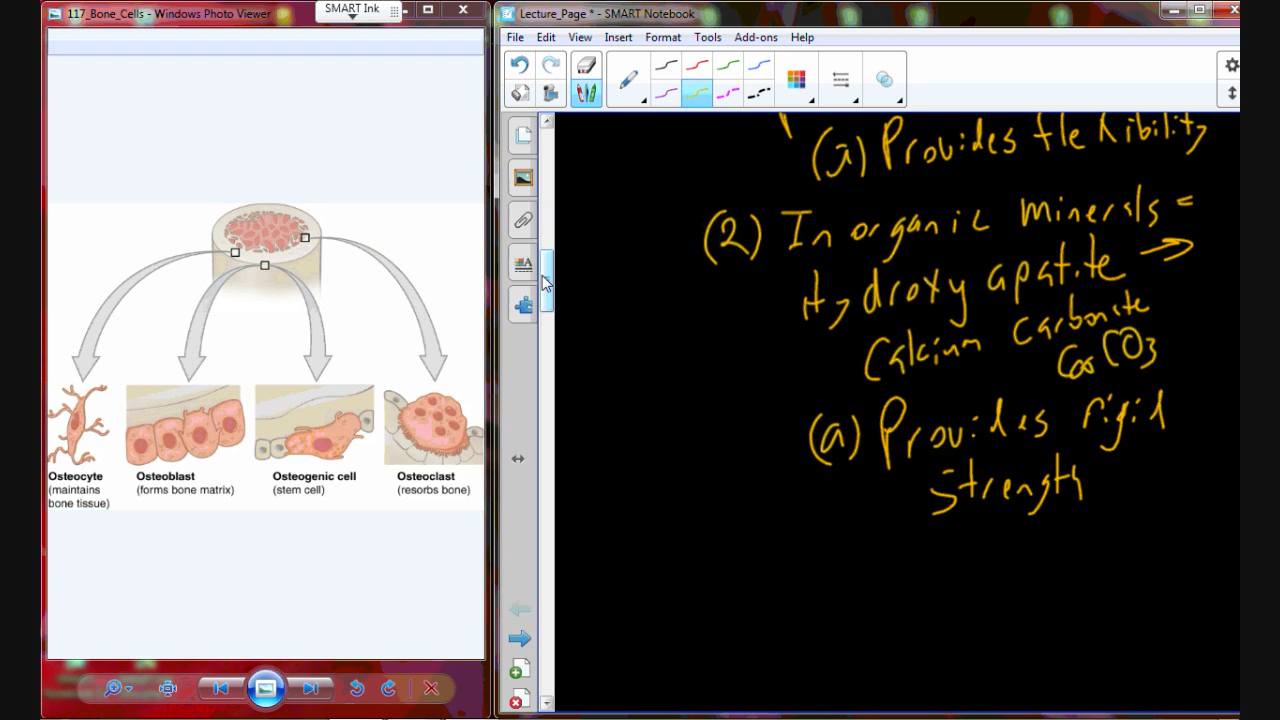 117_Bone_Cells - Windows Photo Viewer
SMART Ink
Osteocyte
(maintains
bone tissue)
Osteoblast
(forms bone matrix)
Osteogenic cell
(stem cell)
Osteoclast
(resorbs bone)
Lecture_Page * - SMART Notebook
File Edit View Insert Format Tools Add-ons Help
(a) Provides flexibility
(2) Inorganic minerals =
Hydroxyapatite →
Calcium Carbonate
CaCO3
(a) Provides rigid
strength